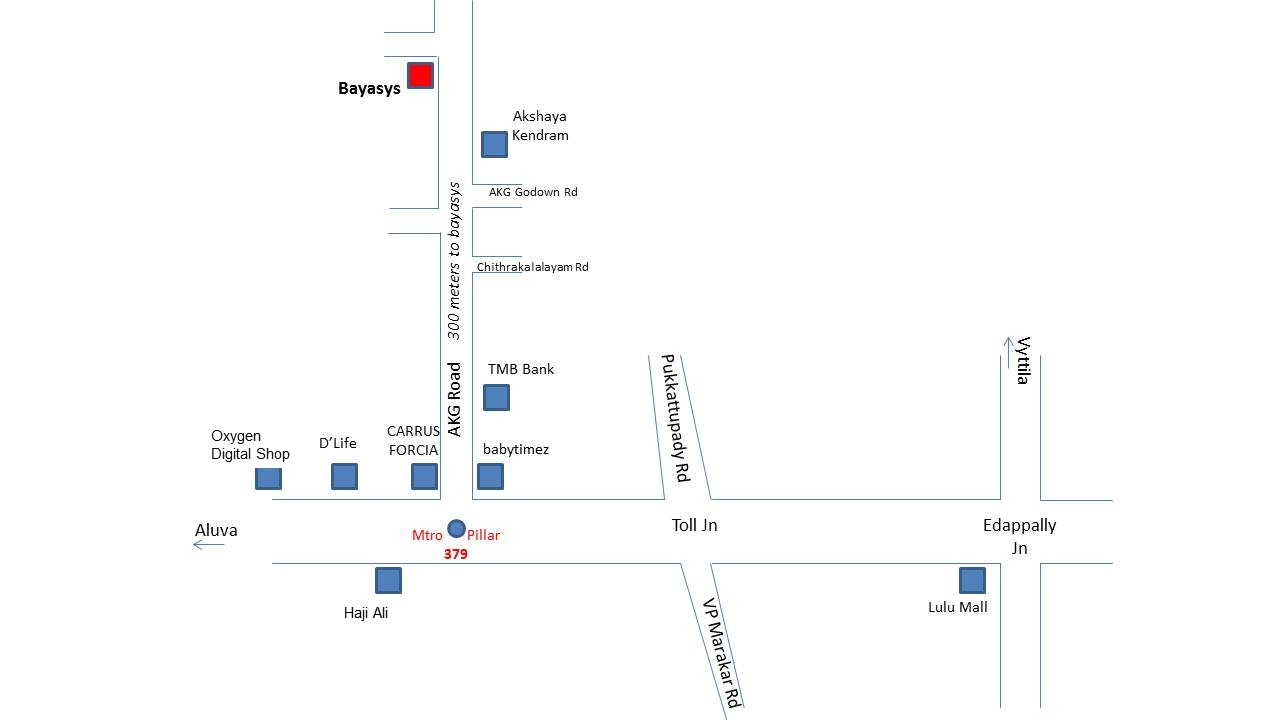 Bayasys
Akshaya
Kendram
AKG Godown Rd
300 meters to bayasys
Chithrakalalayam Rd
Vyttila
Pukkattupady Rd
TMB Bank
AKG Road
Oxygen
Digital Shop
D'Life
CARRUS
FORCIA
babytimez
Aluva
Mtro Pillar
379
Toll Jn
Edappally
Jn
Haji Ali
VP Marakar Rd
Lulu Mall